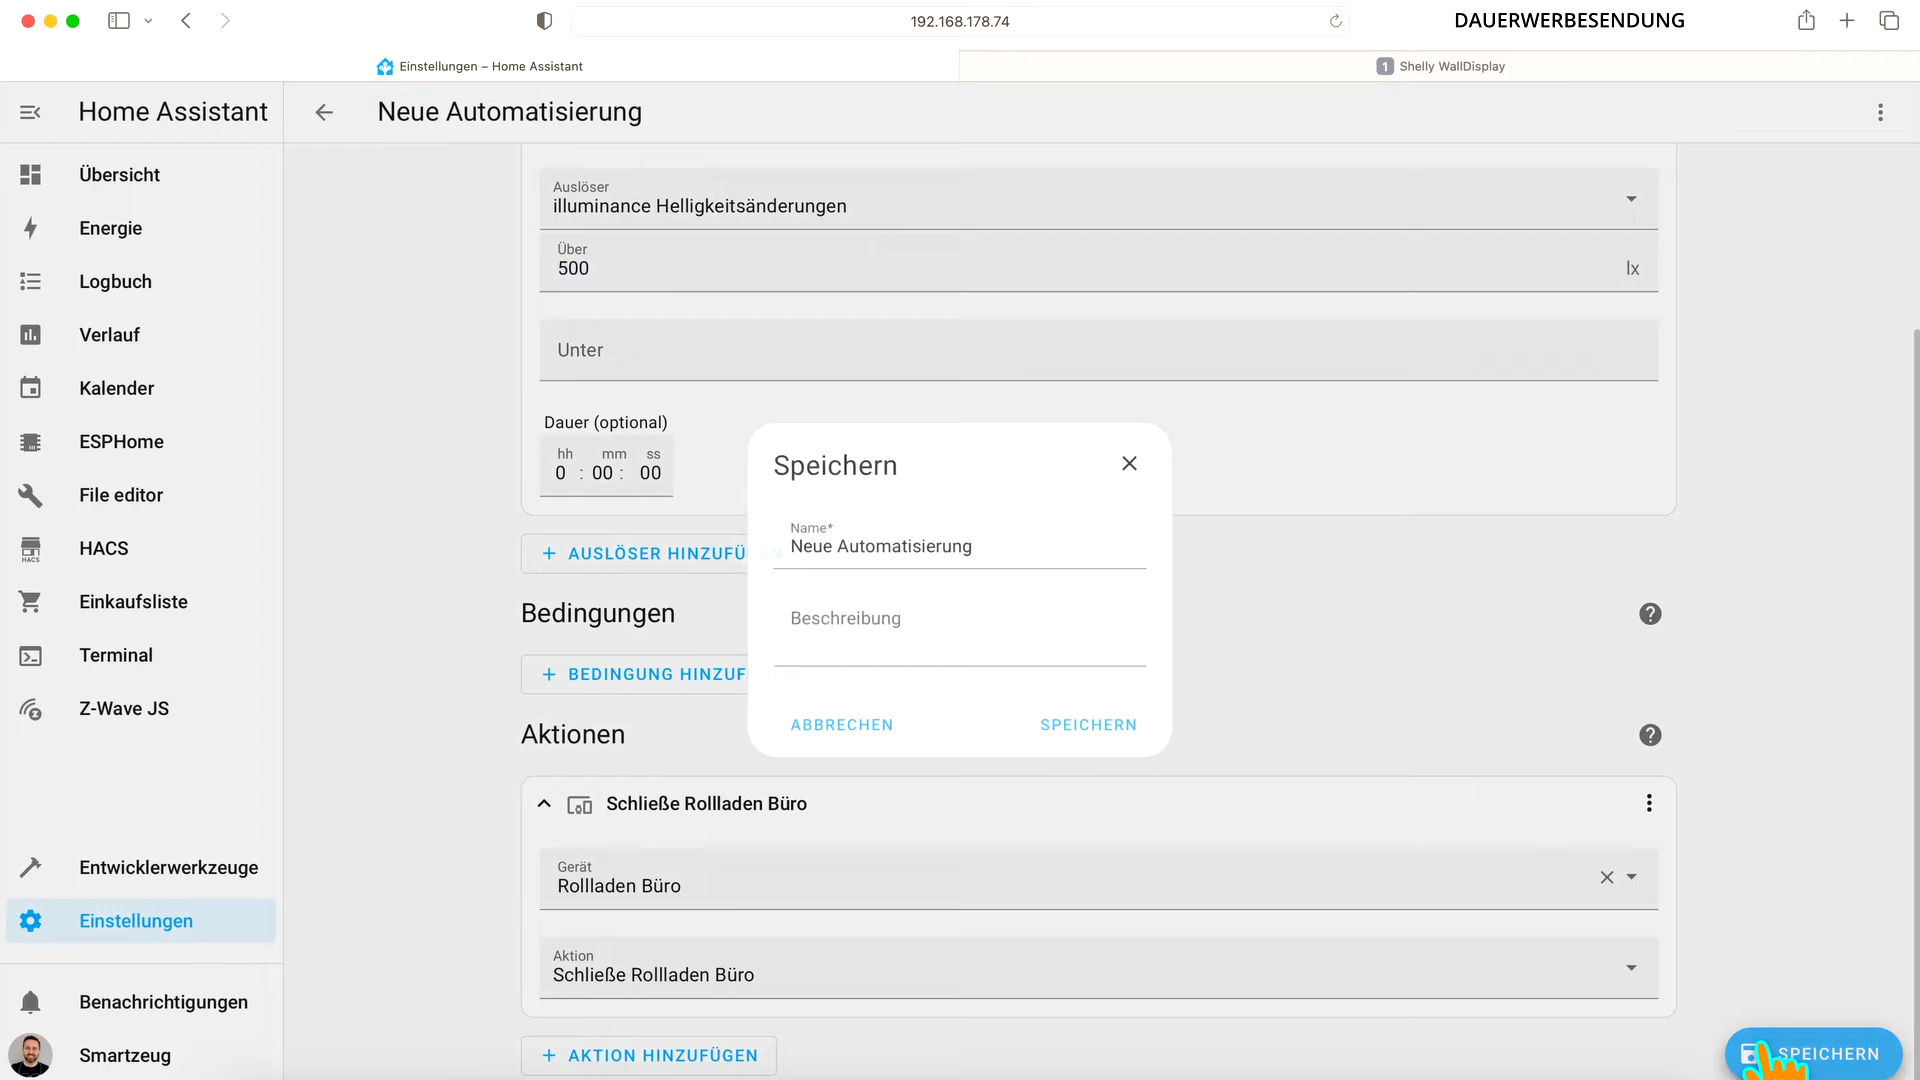 192.168.178.74
DAUERWERBESENDUNG
Einstellungen – Home Assistant
1 Shelly WallDisplay
Home Assistant
Neue Automatisierung
Übersicht
Energie
Logbuch
Verlauf
Kalender
ESPHome
File editor
HACS
HACS
Einkaufsliste
Terminal
Z-Wave JS
Entwicklerwerkzeuge
Einstellungen
Benachrichtigungen
Smartzeug
Auslöser
illuminance Helligkeitsänderungen
Über
500 lx
Unter
Dauer (optional)
hh mm ss
0 : 00 : 00
+ AUSLÖSER HINZUFÜGEN
Bedingungen
+ BEDINGUNG HINZUF
Speichern
Name*
Neue Automatisierung
Beschreibung
ABBRECHEN SPEICHERN
Aktionen
Schließe Rollladen Büro
Gerät
Rollladen Büro
Aktion
Schließe Rollladen Büro
+ AKTION HINZUFÜGEN
SPEICHERN